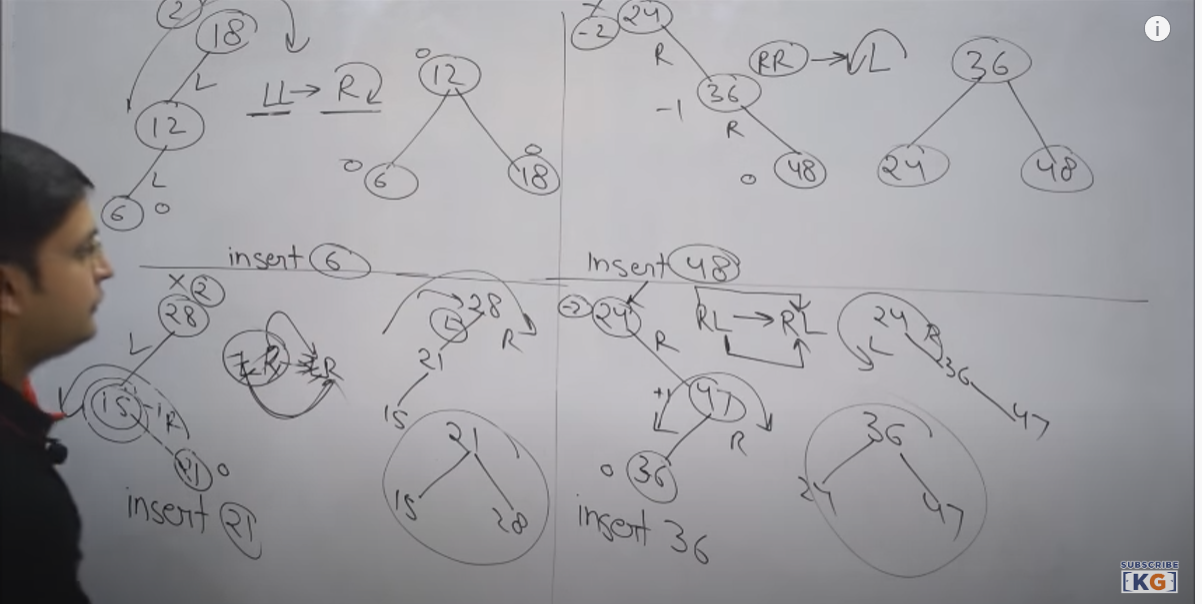 2
18
L
12
L
6 0
LL → R
0
12
0 6
0
18
insert 6
-2 24
R
-1 36
R
0 48
RR → L
36
24 48
Insert 48
2
28
L
15 -1 R
21 0
insert 21
28
L R
21
15
21
15 28
-2 24
R
+1 47
R
0 36
insert 36
RL → RL
24
L R
36
47
36
24 47
i
SUBSCRIBE
[KG]